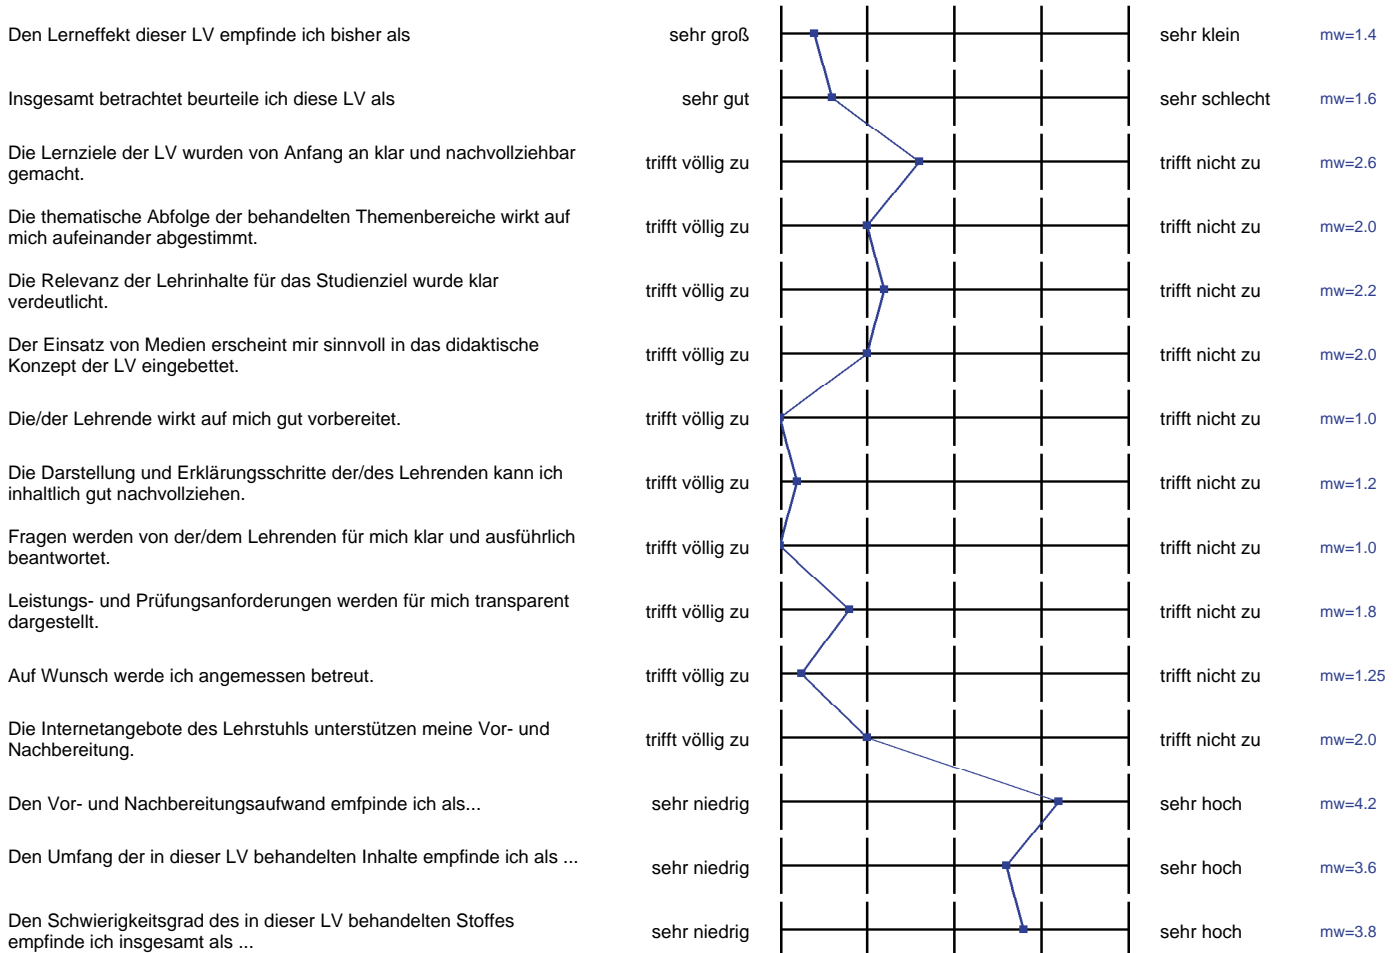 Den Lerneffekt dieser LV empfinde ich bisher als sehr groß sehr klein mw=1.4
Insgesamt betrachtet beurteile ich diese LV als sehr gut sehr schlecht mw=1.6
Die Lernziele der LV wurden von Anfang an klar und nachvollziehbar
gemacht. trifft völlig zu trifft nicht zu mw=2.6
Die thematische Abfolge der behandelten Themenbereiche wirkt auf
mich aufeinander abgestimmt. trifft völlig zu trifft nicht zu mw=2.0
Die Relevanz der Lehrinhalte für das Studienziel wurde klar
verdeutlicht. trifft völlig zu trifft nicht zu mw=2.2
Der Einsatz von Medien erscheint mir sinnvoll in das didaktische
Konzept der LV eingebettet. trifft völlig zu trifft nicht zu mw=2.0
Die/der Lehrende wirkt auf mich gut vorbereitet. trifft völlig zu trifft nicht zu mw=1.0
Die Darstellung und Erklärungsschritte der/des Lehrenden kann ich
inhaltlich gut nachvollziehen. trifft völlig zu trifft nicht zu mw=1.2
Fragen werden von der/dem Lehrenden für mich klar und ausführlich
beantwortet. trifft völlig zu trifft nicht zu mw=1.0
Leistungs- und Prüfungsanforderungen werden für mich transparent
dargestellt. trifft völlig zu trifft nicht zu mw=1.8
Auf Wunsch werde ich angemessen betreut. trifft völlig zu trifft nicht zu mw=1.25
Die Internetangebote des Lehrstuhls unterstützen meine Vor- und
Nachbereitung. trifft völlig zu trifft nicht zu mw=2.0
Den Vor- und Nachbereitungsaufwand emfpinde ich als... sehr niedrig sehr hoch mw=4.2
Den Umfang der in dieser LV behandelten Inhalte empfinde ich als ... sehr niedrig sehr hoch mw=3.6
Den Schwierigkeitsgrad des in dieser LV behandelten Stoffes
empfinde ich insgesamt als ... sehr niedrig sehr hoch mw=3.8